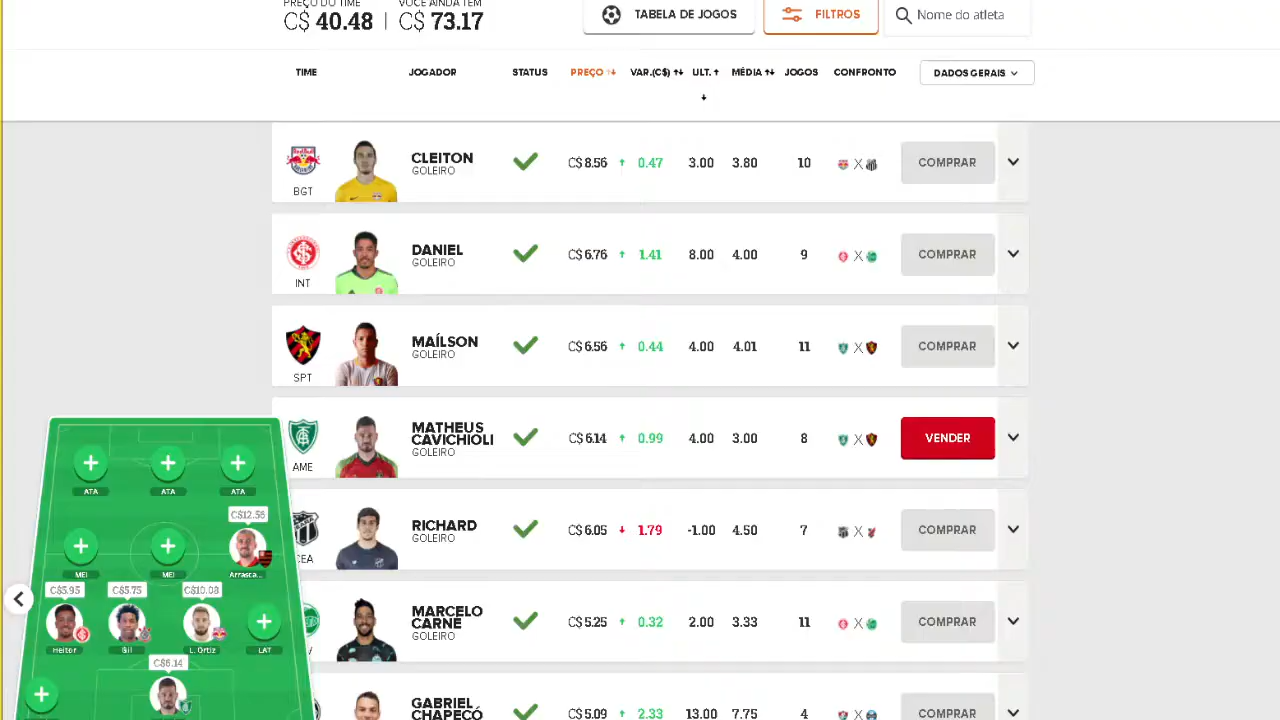 PREÇO DO TIME VOCÊ AINDA TEM
C$ 40.48 C$ 73.17
TABELA DE JOGOS
FILTROS
Nome do atleta
TIME JOGADOR STATUS PREÇO VAR.(C$) ULT. MÉDIA JOGOS CONFRONTO DADOS GERAIS
BGT
CLEITON
GOLEIRO
C$ 8.56 0.47 3.00 3.80 10 X COMPRAR
INT
DANIEL
GOLEIRO
C$ 6.76 1.41 8.00 4.00 9 X COMPRAR
SPT
MAÍLSON
GOLEIRO
C$ 6.56 0.44 4.00 4.01 11 X COMPRAR
AME
MATHEUS
CAVICHIOLI
GOLEIRO
C$ 6.14 0.99 4.00 3.00 8 X VENDER
CEA
RICHARD
GOLEIRO
C$ 6.05 1.79 -1.00 4.50 7 X COMPRAR
MARCELO
CARNÉ
GOLEIRO
C$ 5.25 0.32 2.00 3.33 11 X COMPRAR
GABRIEL
CHAPECÓ
C$ 5.09 2.33 13.00 7.75 4 X COMPRAR
ATA ATA ATA
C$12.56
MEI MEI Arrasca...
C$5.95 C$5.75 C$10.08
Heitor Gil L. Ortiz LAT
C$6.14